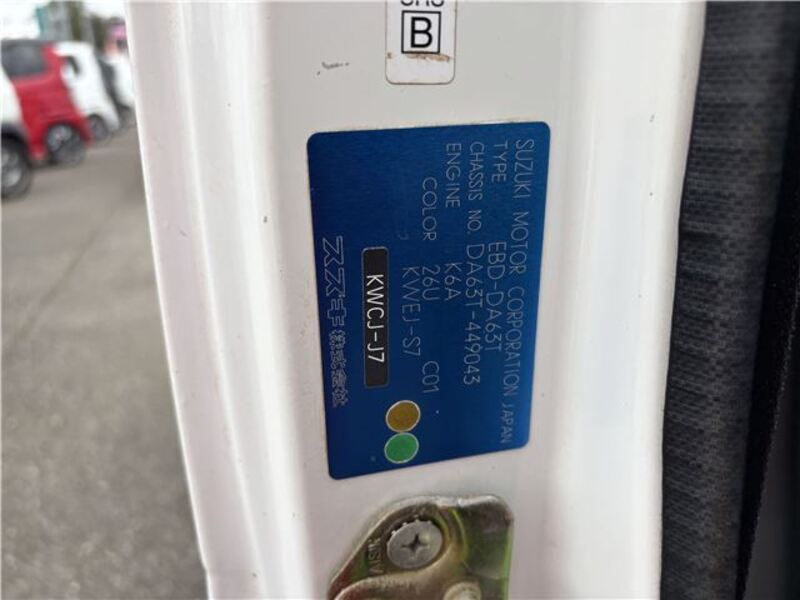 B
SUZUKI MOTOR CORPORATION JAPAN
TYPE EBD-DA63T
CHASSIS NO. DA63T-449043
ENGINE K6A
COLOR 26U C01
KWEJ-S7
KWCJ-J7
スズキ株式会社